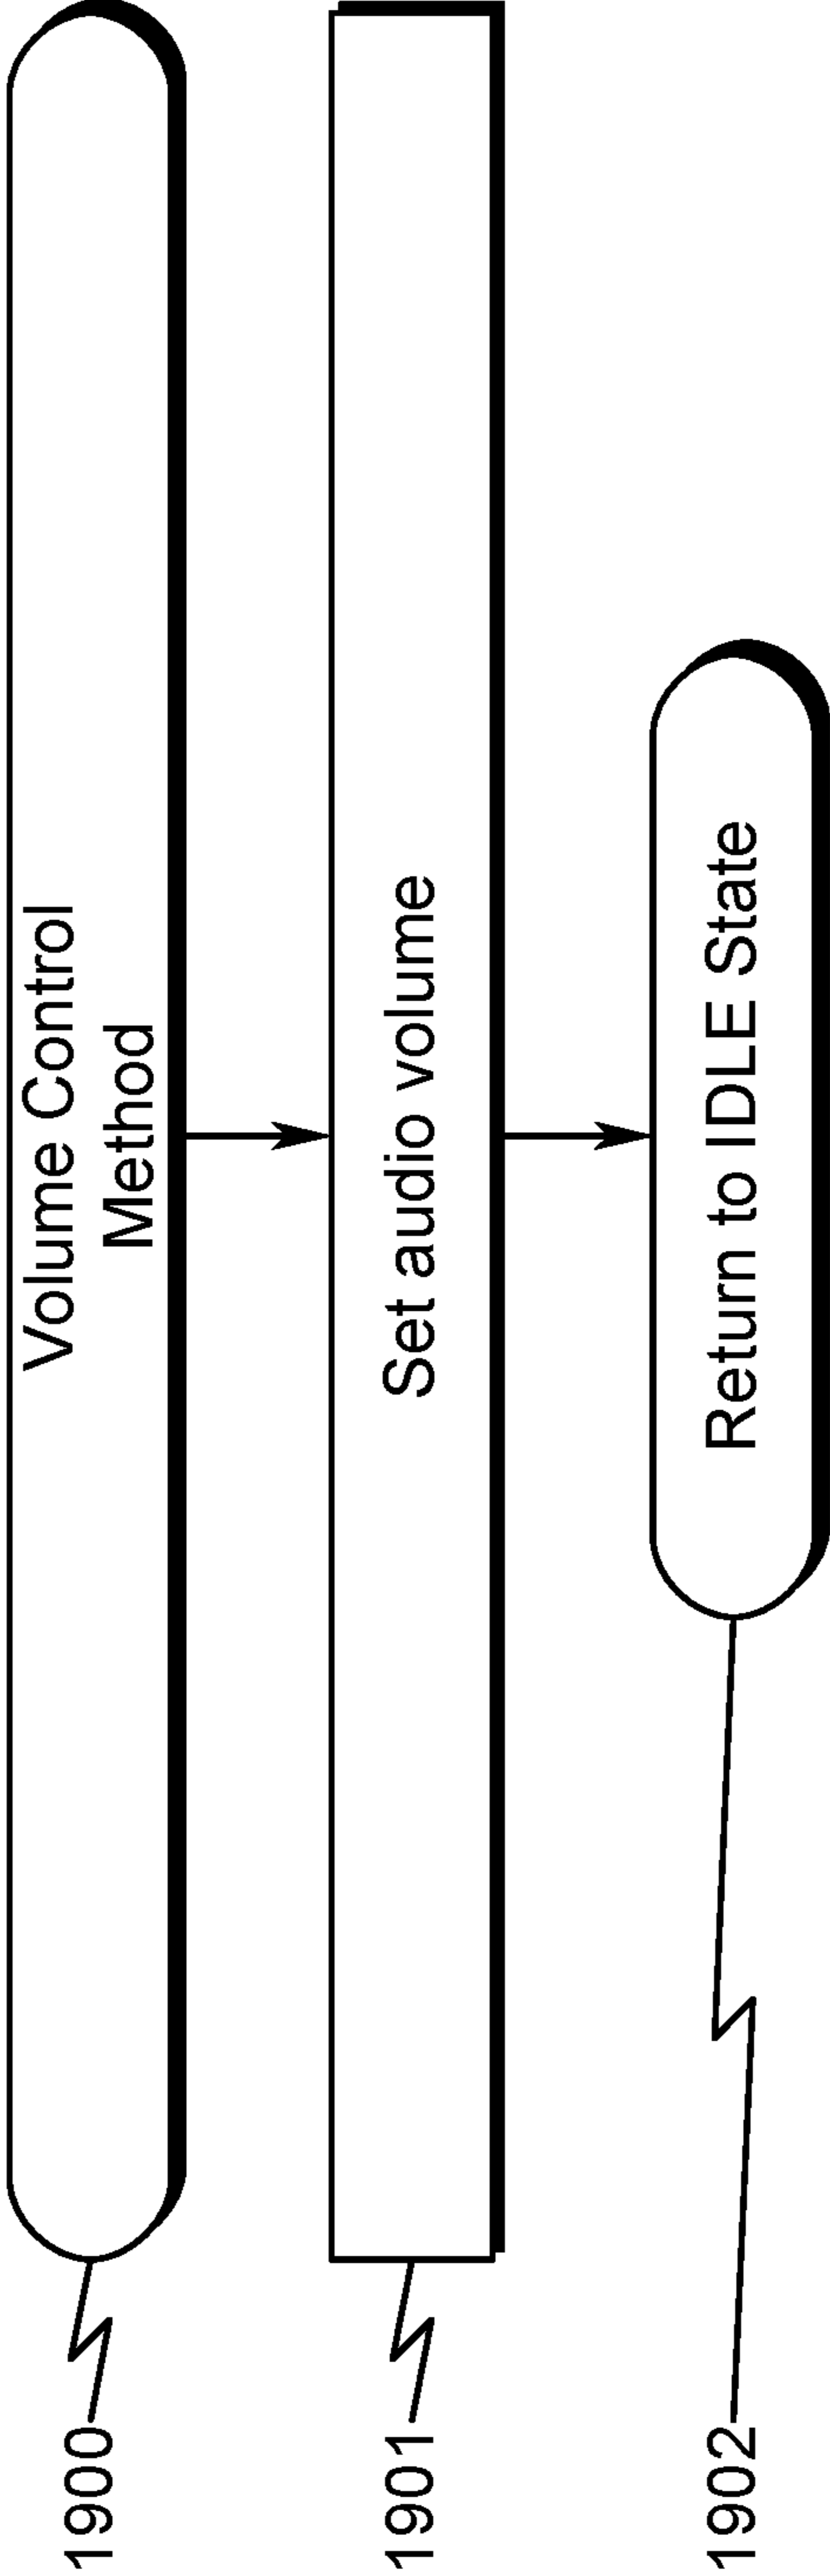 1900
Volume Control
Method
1901
Set audio volume
1902
Return to IDLE State